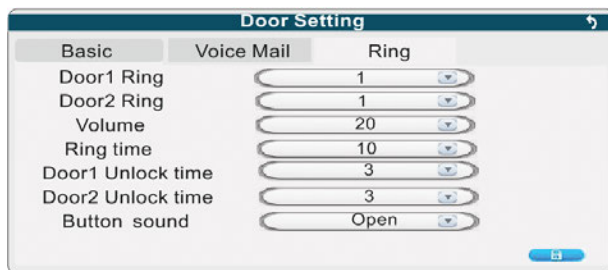 Door Setting
Basic Voice Mail Ring
Door1 Ring 1
Door2 Ring 1
Volume 20
Ring time 10
Door1 Unlock time 3
Door2 Unlock time 3
Button sound Open